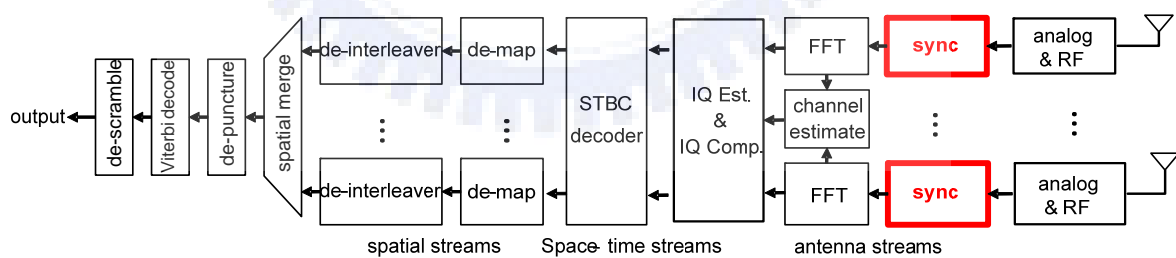 output
de-scramble
Viterbi decode
de-puncture
spatial merge
de-interleaver
de-map
STBC
decoder
IQ Est.
&
IQ Comp.
FFT
channel
estimate
sync
analog
& RF
de-interleaver
de-map
FFT
sync
analog
& RF
spatial streams
Space- time streams
antenna streams